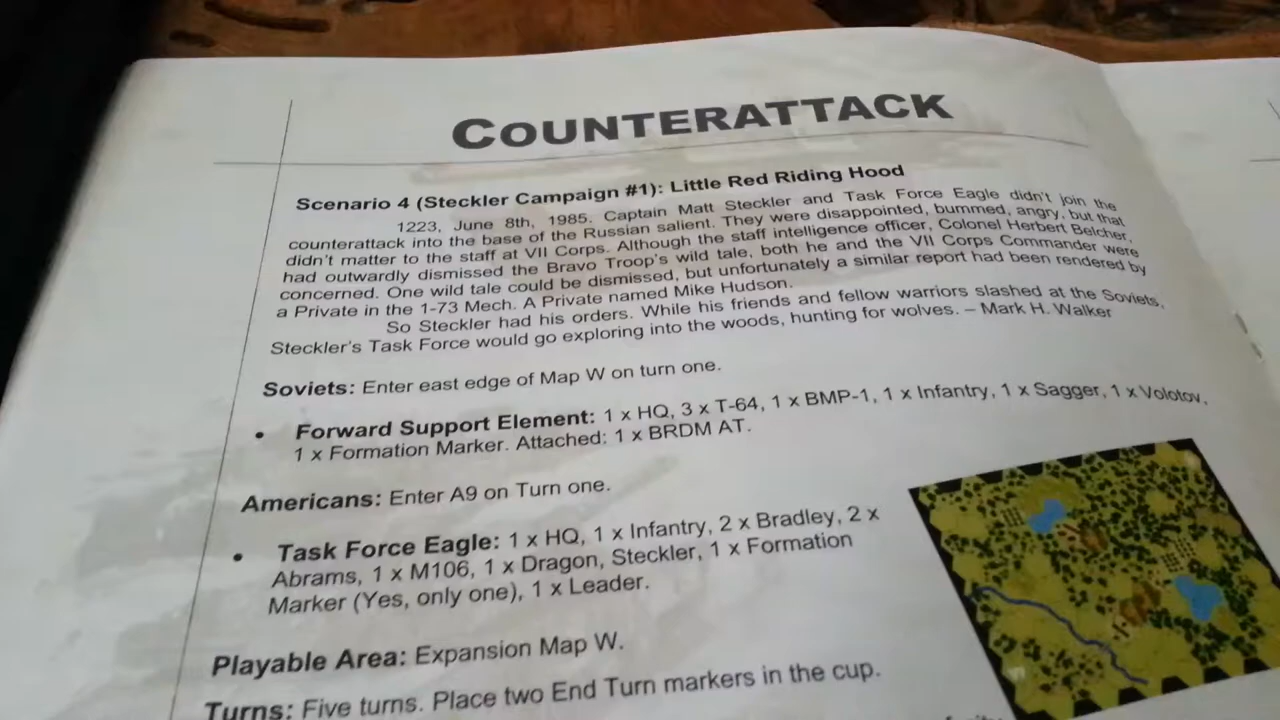 COUNTERATTACK
Scenario 4 (Steckler Campaign #1): Little Red Riding Hood
1223, June 8th, 1985. Captain Matt Steckler and Task Force Eagle didn't join the
counterattack into the base of the Russian salient. They were disappointed, bummed, angry, but that
didn't matter to the staff at VII Corps. Although the staff intelligence officer, Colonel Herbert Belcher,
had outwardly dismissed the Bravo Troop's wild tale, both he and the VII Corps Commander were
concerned. One wild tale could be dismissed, but unfortunately a similar report had been rendered by
a Private in the 1-73 Mech. A Private named Mike Hudson.
So Steckler had his orders. While his friends and fellow warriors slashed at the Soviets,
Steckler's Task Force would go exploring into the woods, hunting for wolves. – Mark H. Walker
Soviets: Enter east edge of Map W on turn one.
• Forward Support Element: 1 x HQ, 3 x T-64, 1 x BMP-1, 1 x Infantry, 1 x Sagger, 1 x Volotov,
1 x Formation Marker. Attached: 1 x BRDM AT.
Americans: Enter A9 on Turn one.
• Task Force Eagle: 1 x HQ, 1 x Infantry, 2 x Bradley, 2 x
Abrams, 1 x M106, 1 x Dragon, Steckler, 1 x Formation
Marker (Yes, only one), 1 x Leader.
Playable Area: Expansion Map W.
Turns: Five turns. Place two End Turn markers in the cup.